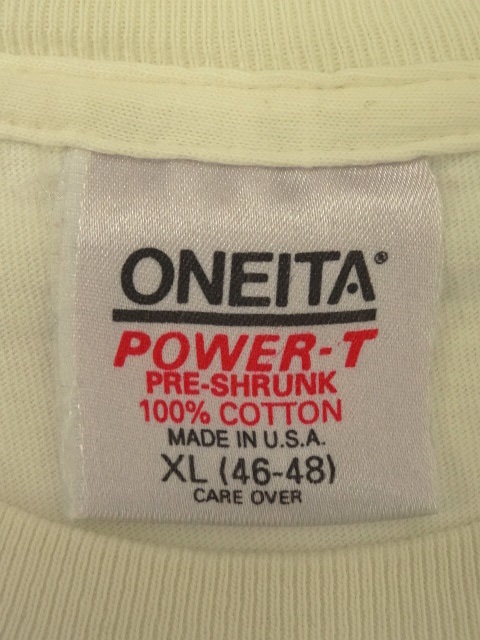 ONEITA®
POWER-T
PRE-SHRUNK
100% COTTON
MADE IN U.S.A.
XL (46-48)
CARE OVER